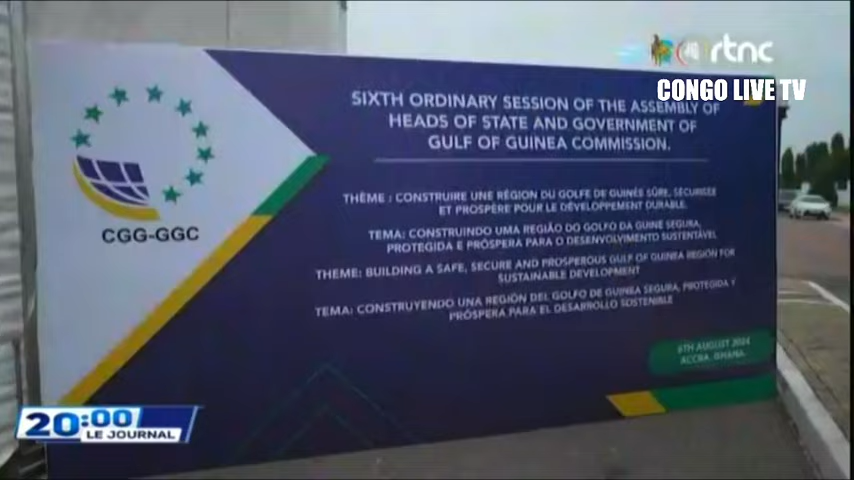 rtnc
CONGO LIVE TV
SIXTH ORDINARY SESSION OF THE ASSEMBLY OF
HEADS OF STATE AND GOVERNMENT OF
GULF OF GUINEA COMMISSION.
CGG-GGC
THÈME : CONSTRUIRE UNE RÉGION DU GOLFE DE GUINÉE SÛRE, SÉCURISÉE
ET PROSPÈRE POUR LE DÉVELOPPEMENT DURABLE.
TEMA: CONSTRUINDO UMA REGIÃO DO GOLFO DA GUINÉ SEGURA,
PROTEGIDA E PRÓSPERA PARA O DESENVOLVIMENTO SUSTENTÁVEL
THEME: BUILDING A SAFE, SECURE AND PROSPEROUS GULF OF GUINEA REGION FOR
SUSTAINABLE DEVELOPMENT
TEMA: CONSTRUYENDO UNA REGIÓN DEL GOLFO DE GUINEA SEGURA, PROTEGIDA Y
PRÓSPERA PARA EL DESARROLLO SOSTENIBLE
6TH AUGUST 2024
ACCRA, GHANA.
20:00
LE JOURNAL